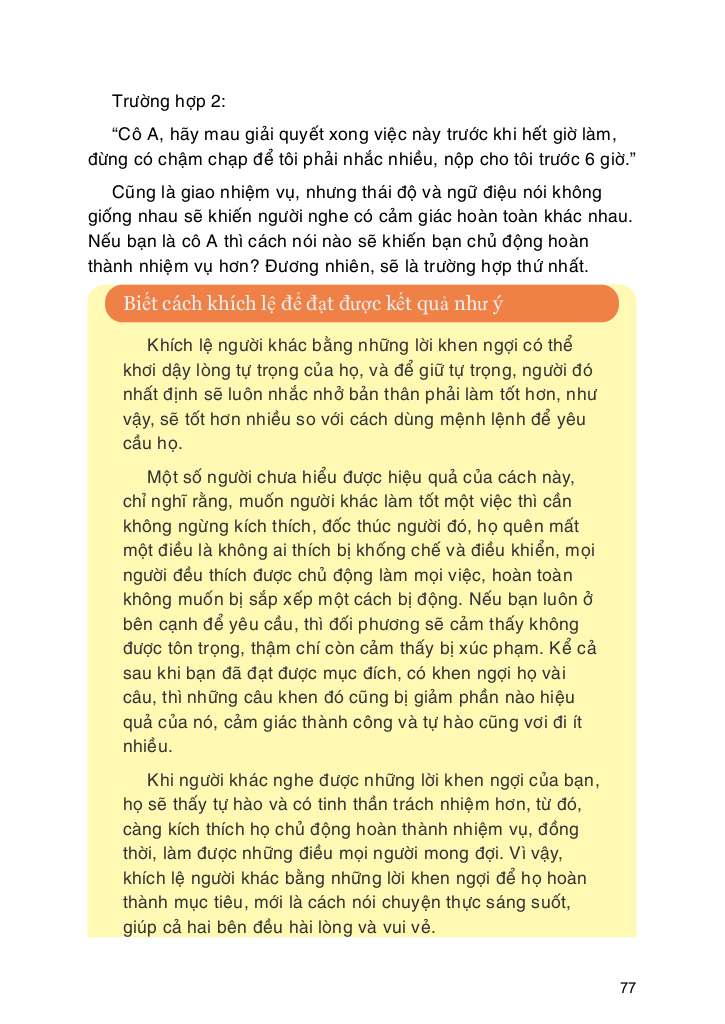 Trường hợp 2:
“Cô A, hãy mau giải quyết xong việc này trước khi hết giờ làm,
đừng có chậm chạp để tôi phải nhắc nhiều, nộp cho tôi trước 6 giờ.”
Cũng là giao nhiệm vụ, nhưng thái độ và ngữ điệu nói không
giống nhau sẽ khiến người nghe có cảm giác hoàn toàn khác nhau.
Nếu bạn là cô A thì cách nói nào sẽ khiến bạn chủ động hoàn
thành nhiệm vụ hơn? Đương nhiên, sẽ là trường hợp thứ nhất.
Biết cách khích lệ để đạt được kết quả như ý
Khích lệ người khác bằng những lời khen ngợi có thể
khơi dậy lòng tự trọng của họ, và để giữ tự trọng, người đó
nhất định sẽ luôn nhắc nhở bản thân phải làm tốt hơn, như
vậy, sẽ tốt hơn nhiều so với cách dùng mệnh lệnh để yêu
cầu họ.
Một số người chưa hiểu được hiệu quả của cách này,
chỉ nghĩ rằng, muốn người khác làm tốt một việc thì cần
không ngừng kích thích, đốc thúc người đó, họ quên mất
một điều là không ai thích bị khống chế và điều khiển, mọi
người đều thích được chủ động làm mọi việc, hoàn toàn
không muốn bị sắp xếp một cách bị động. Nếu bạn luôn ở
bên cạnh để yêu cầu, thì đối phương sẽ cảm thấy không
được tôn trọng, thậm chí còn cảm thấy bị xúc phạm. Kể cả
sau khi bạn đã đạt được mục đích, có khen ngợi họ vài
câu, thì những câu khen đó cũng bị giảm phần nào hiệu
quả của nó, cảm giác thành công và tự hào cũng vơi đi ít
nhiều.
Khi người khác nghe được những lời khen ngợi của bạn,
họ sẽ thấy tự hào và có tinh thần trách nhiệm hơn, từ đó,
càng kích thích họ chủ động hoàn thành nhiệm vụ, đồng
thời, làm được những điều mọi người mong đợi. Vì vậy,
khích lệ người khác bằng những lời khen ngợi để họ hoàn
thành mục tiêu, mới là cách nói chuyện thực sáng suốt,
giúp cả hai bên đều hài lòng và vui vẻ.
77